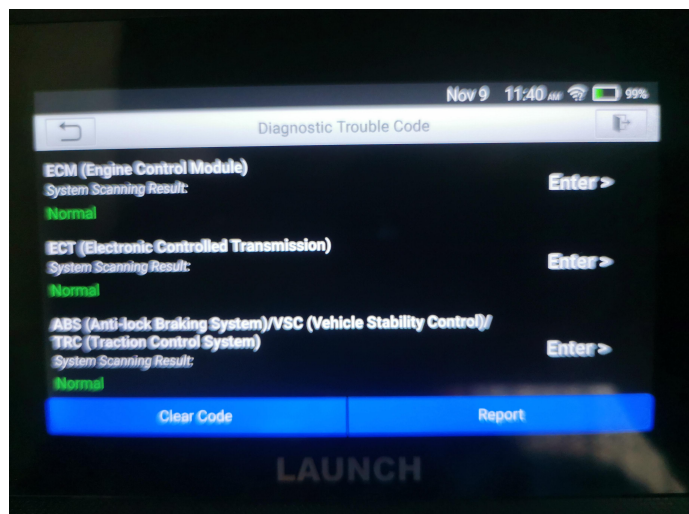 Nov 9 11:40 AM 99%
Diagnostic Trouble Code
ECM (Engine Control Module)
System Scanning Result:
Enter >
Normal
ECT (Electronic Controlled Transmission)
System Scanning Result:
Enter >
Normal
ABS (Anti-lock Braking System)/VSC (Vehicle Stability Control)/
TRC (Traction Control System)
System Scanning Result:
Enter >
Normal
Clear Code Report
LAUNCH